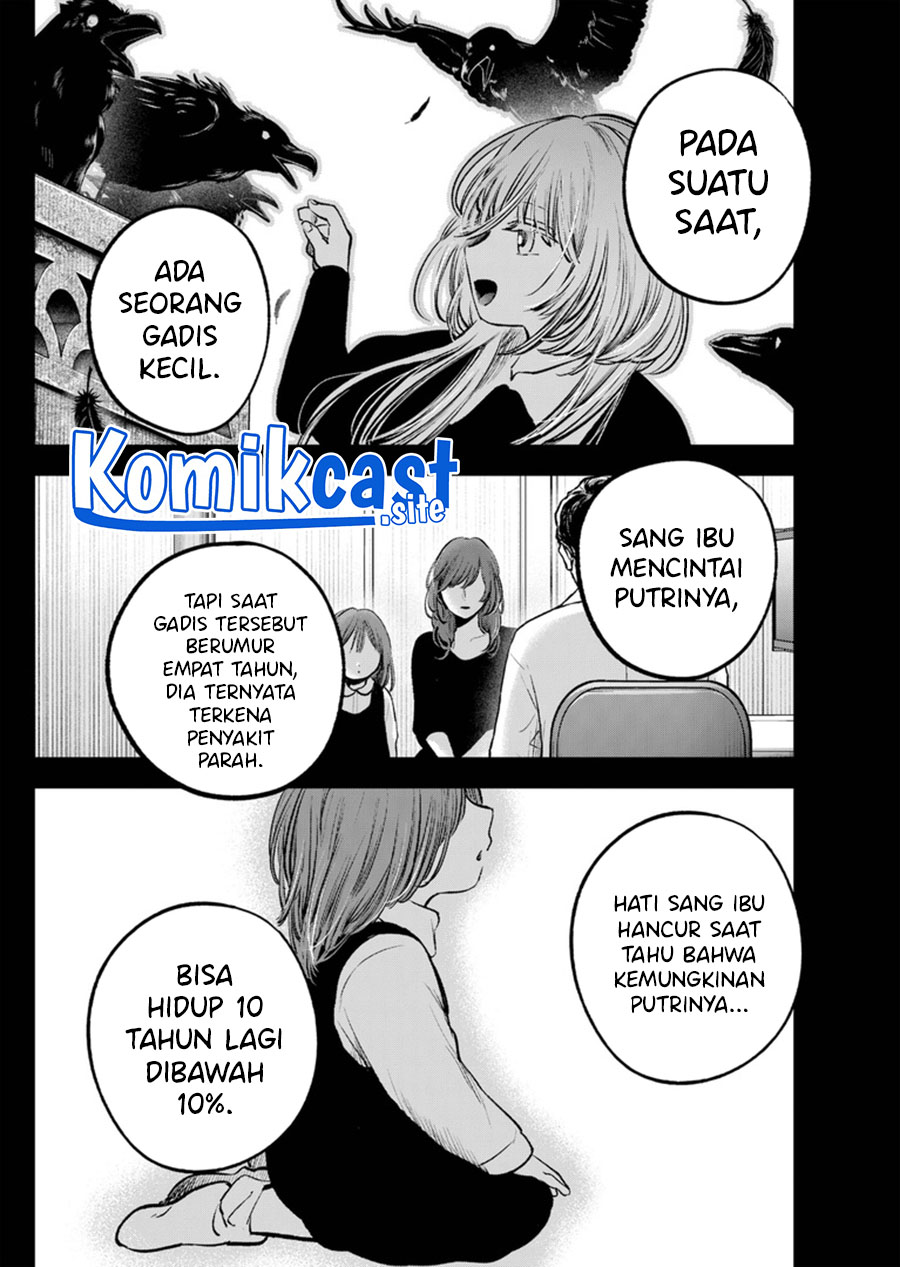 PADA
SUATU
SAAT,
ADA
SEORANG
GADIS
KECIL.
Komikcast
.site
SANG IBU
MENCINTAI
PUTRINYA,
TAPI SAAT
GADIS TERSEBUT
BERUMUR
EMPAT TAHUN,
DIA TERNYATA
TERKENA
PENYAKIT
PARAH.
HATI SANG IBU
HANCUR SAAT
TAHU BAHWA
KEMUNGKINAN
PUTRINYA...
BISA
HIDUP 10
TAHUN LAGI
DIBAWAH
10%.